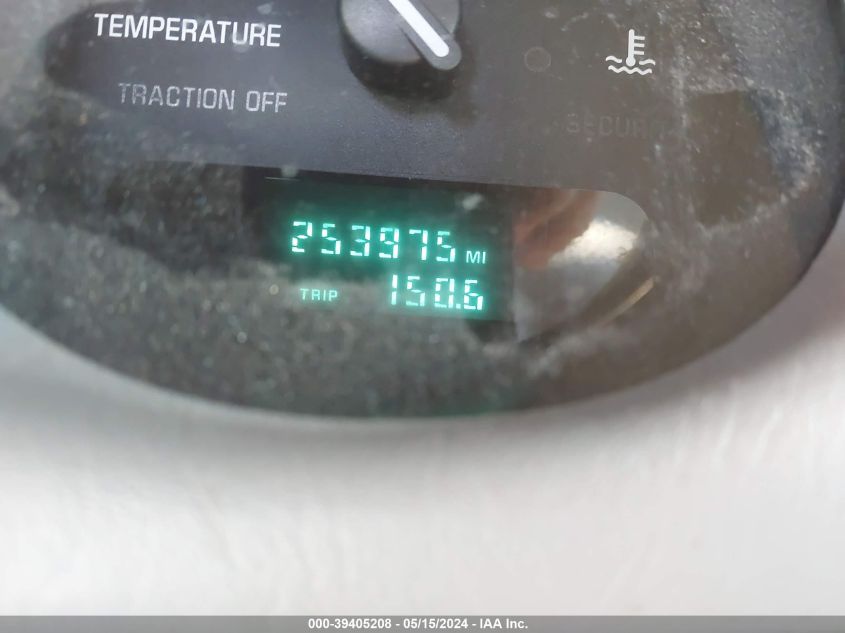 TEMPERATURE
TRACTION OFF
253975 MI
TRIP 150.6
000-39405208 - 05/15/2024 - IAA Inc.